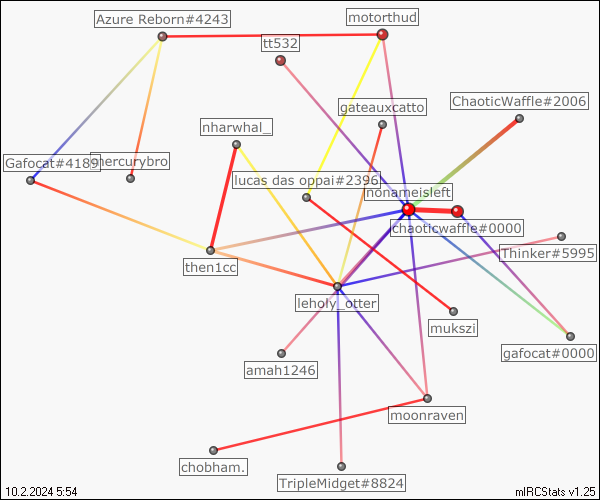 Azure Reborn#4243
motorthud
tt532
ChaoticWaffle#2006
gateauxcatto
nharwhal_
Gafocat#4189
mercurybro
lucas das oppai#2396
nonameisleft
chaoticwaffle#0000
Thinker#5995
then1cc
leholy_otter
mukszi
gafocat#0000
amah1246
moonraven
chobham.
TripleMidget#8824
10.2.2024 5:54
mIRCStats v1.25